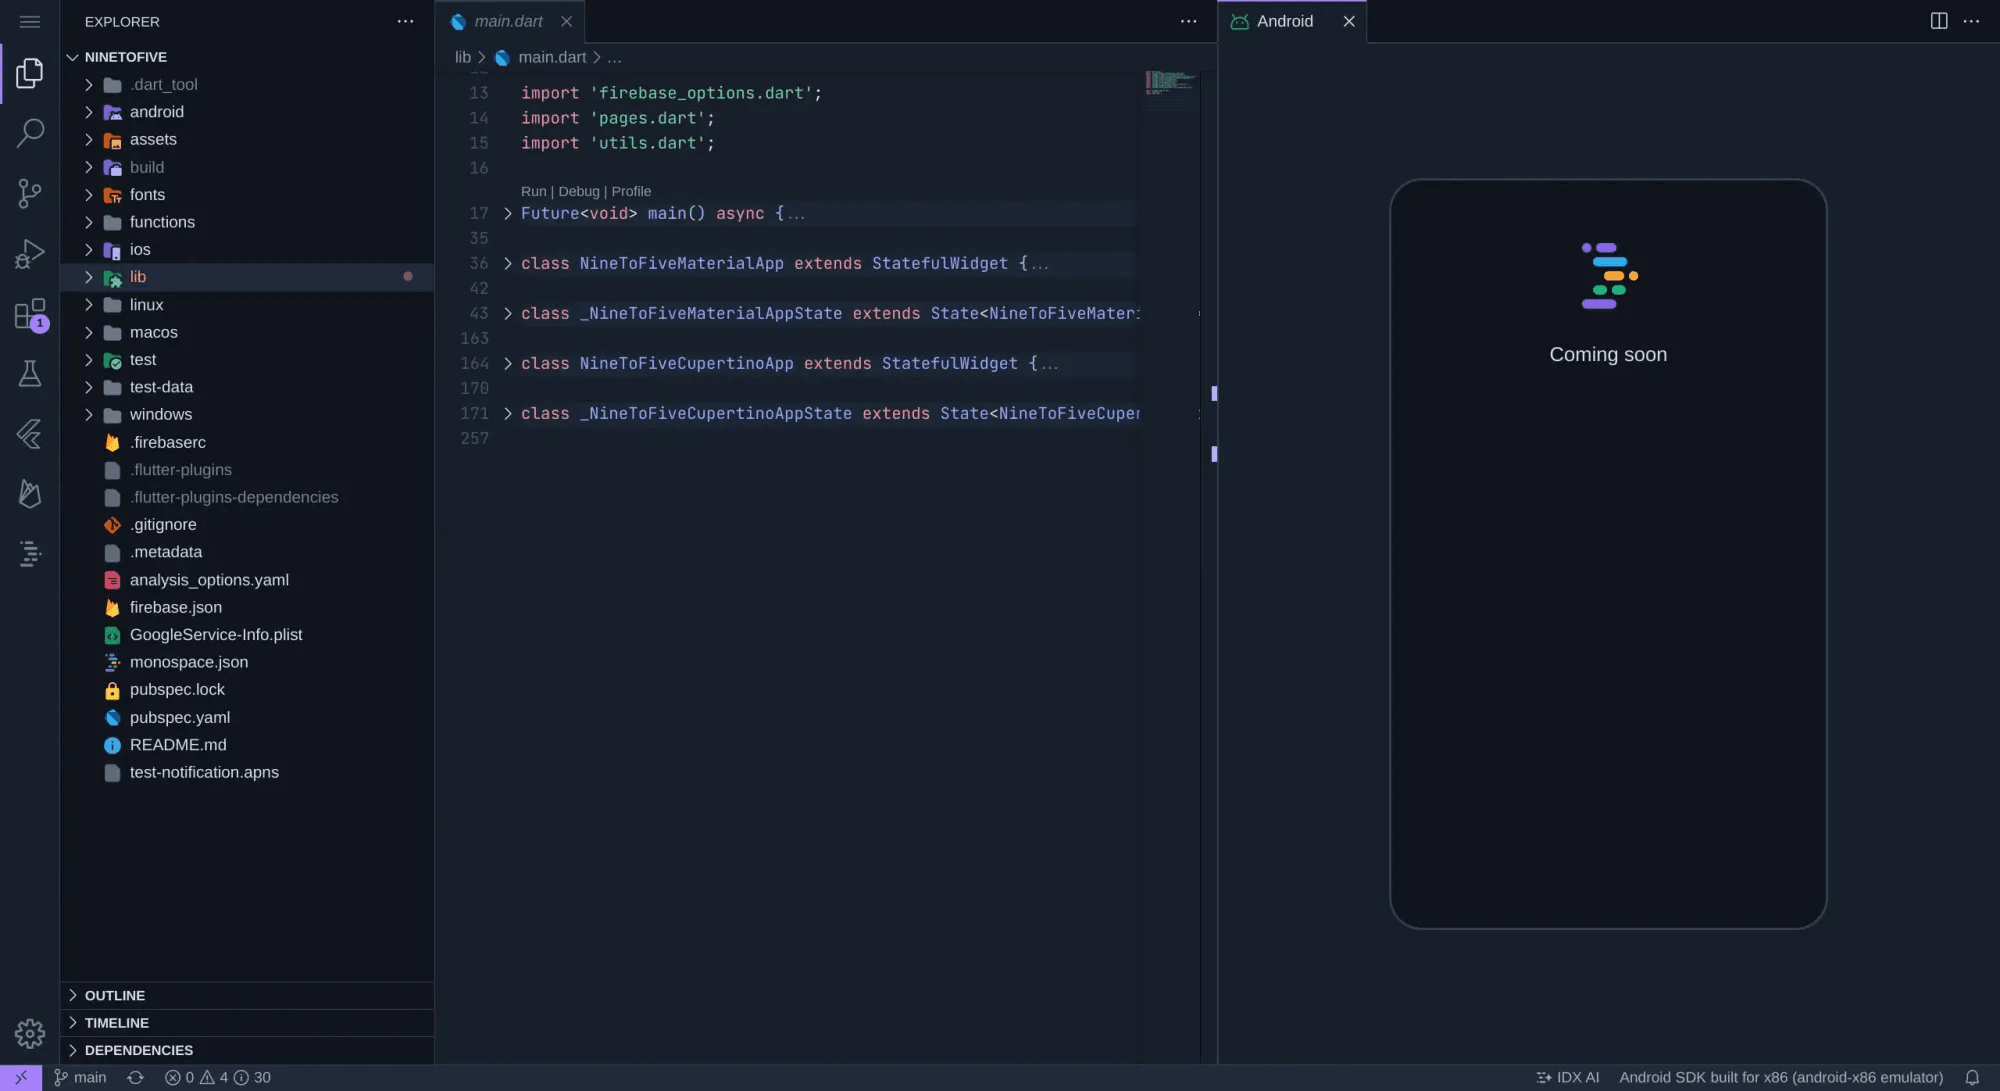 EXPLORER
NINETOFIVE
.dart_tool
android
assets
build
fonts
functions
ios
lib
linux
macos
test
test-data
windows
.firebaserc
.flutter-plugins
.flutter-plugins-dependencies
.gitignore
.metadata
analysis_options.yaml
firebase.json
GoogleService-Info.plist
monospace.json
pubspec.lock
pubspec.yaml
README.md
test-notification.apns
OUTLINE
TIMELINE
DEPENDENCIES
1
main.dart
lib > main.dart > ...
13 import 'firebase_options.dart';
14 import 'pages.dart';
15 import 'utils.dart';
16
Run | Debug | Profile
17 Future<void> main() async {...
35
36 class NineToFiveMaterialApp extends StatefulWidget {...
42
43 class _NineToFiveMaterialAppState extends State<NineToFiveMateri
163
164 class NineToFiveCupertinoApp extends StatefulWidget {...
170
171 class _NineToFiveCupertinoAppState extends State<NineToFiveCuper
257
Android
Coming soon
main
0 4 30
IDX AI
Android SDK built for x86 (android-x86 emulator)